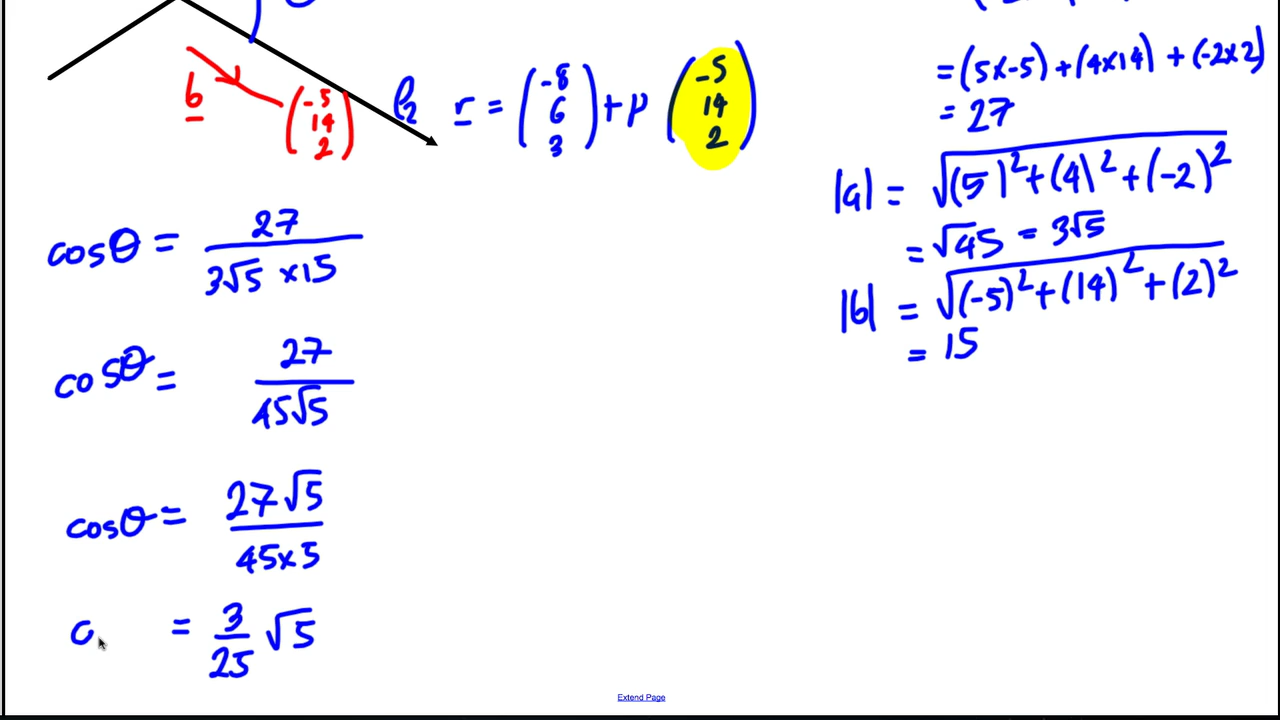 b
(-5 14 2)
l₂ r = (-8 6 3) + μ (-5 14 2)
cosθ = 27 / 3√5 ×15
cosθ = 27 / 45√5
cosθ = 27√5 / 45×5
c = 3/25 √5
=(5×-5)+(4×14)+(-2×2)
= 27
|a| = √(5)²+(4)²+(-2)²
= √45 = 3√5
|b| = √(-5)²+(14)²+(2)²
= 15
Extend Page